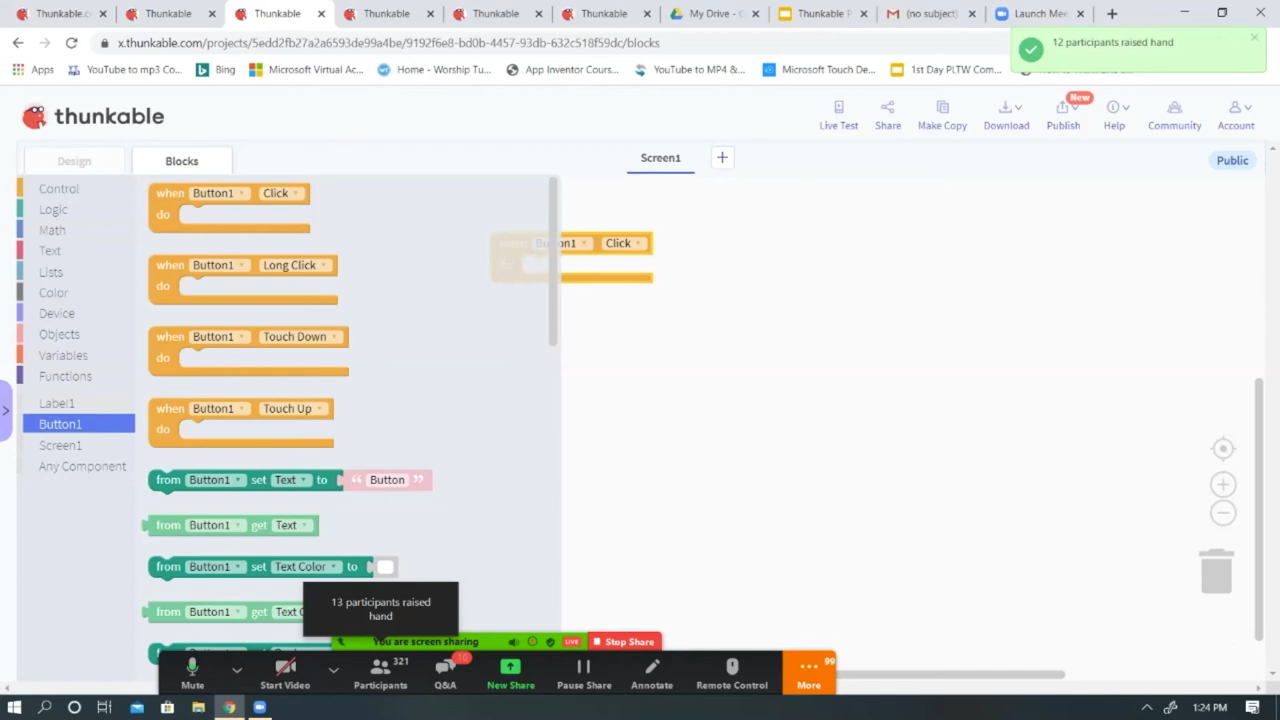 Thunkable.c
Thunkable
Thunkable
Thunkable
Thunkable
Thunkable
My Drive - G
Thunkable P
(no subject)
Launch Mee
x.thunkable.com/projects/5edd2fb27a2a6593de99a4be/9192f6e8-bd0b-4457-93db-632c518f59dc/blocks
12 participants raised hand
Apps
YouTube to mp3 Co...
Bing
Microsoft Virtual Ac...
Home - Worship Tu...
App Inventor Cours...
YouTube to MP4 &...
Microsoft Touch De...
1st Day PLTW Com...
thunkable
New
Live Test
Share
Make Copy
Download
Publish
Help
Community
Account
Design
Blocks
Screen1
Public
Control
Logic
Math
Text
Lists
Color
Device
Objects
Variables
Functions
Label1
Button1
Screen1
Any Component
when Button1 Click
do
when Button1 Long Click
do
when Button1 Touch Down
do
when Button1 Touch Up
do
from Button1 set Text to “ Button ”
from Button1 get Text
from Button1 set Text Color to
from Button1 get Text C
when Button1 Click
do
13 participants raised
hand
You are screen sharing
LIVE
Stop Share
Mute
Start Video
321
Participants
Q&A
New Share
Pause Share
Annotate
Remote Control
99
More
1:24 PM